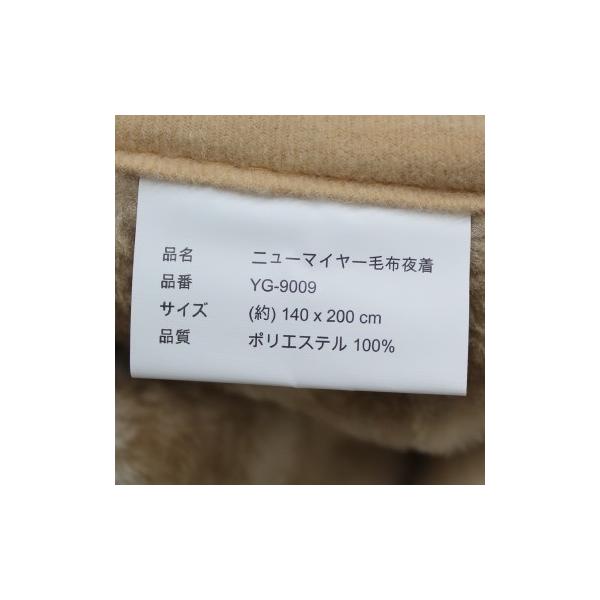 品名 ニューマイヤー毛布夜着
品番 YG-9009
サイズ (約) 140 x 200 cm
品質 ポリエステル 100%